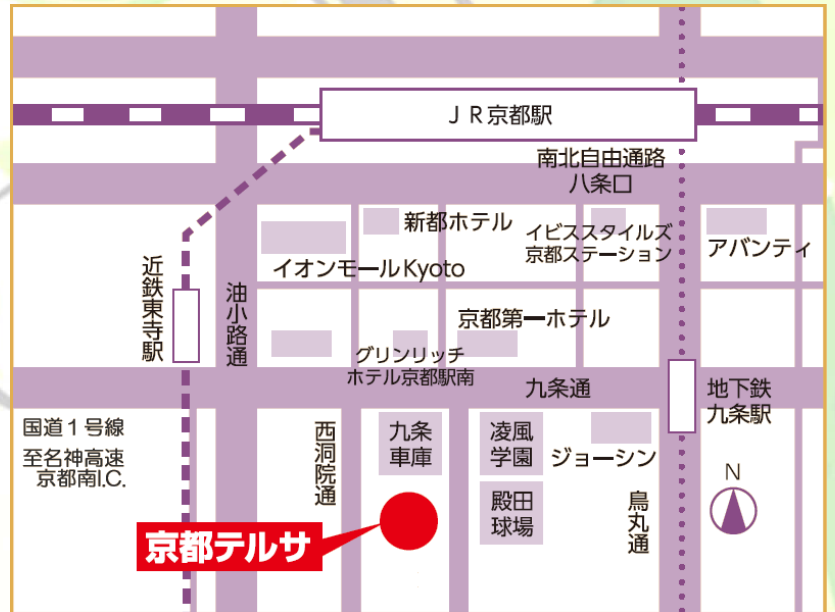 JR京都駅
南北自由通路
八条口
新都ホテル
イビススタイルズ
京都ステーション
アバンティ
イオンモールKyoto
近鉄東寺駅
油小路通
京都第一ホテル
グリンリッチ
ホテル京都駅南
九条通
地下鉄
九条駅
国道1号線
至名神高速
京都南I.C.
西洞院通
九条
車庫
凌風
学園
ジョーシン
殿田
球場
烏丸通
N
京都テルサ